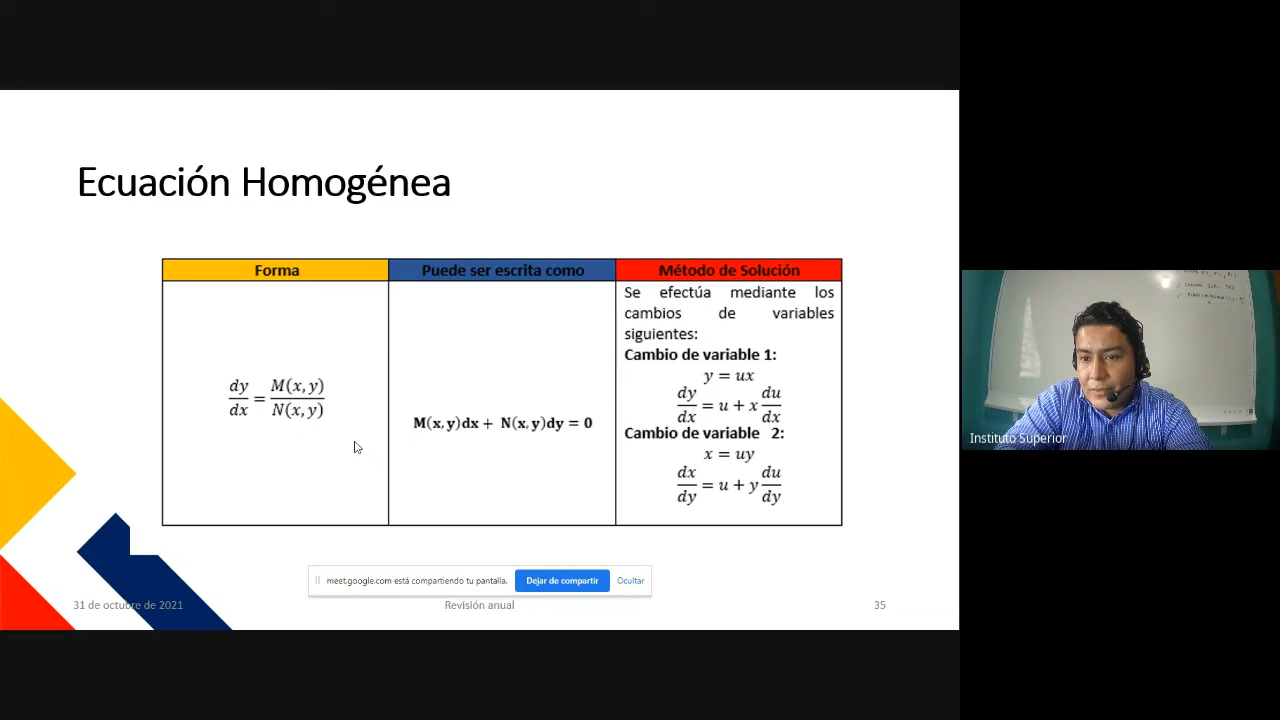 Ecuación Homogénea
Forma
Puede ser escrita como
Método de Solución
dy/dx = M(x, y)/N(x, y)
M(x, y)dx + N(x, y)dy = 0
Se efectúa mediante los
cambios de variables
siguientes:
Cambio de variable 1:
y = ux
dy/dx = u + x du/dx
Cambio de variable 2:
x = uy
dx/dy = u + y du/dy
meet.google.com está compartiendo tu pantalla.
Dejar de compartir
Ocultar
31 de octubre de 2021
Revisión anual
35
Instituto Superior